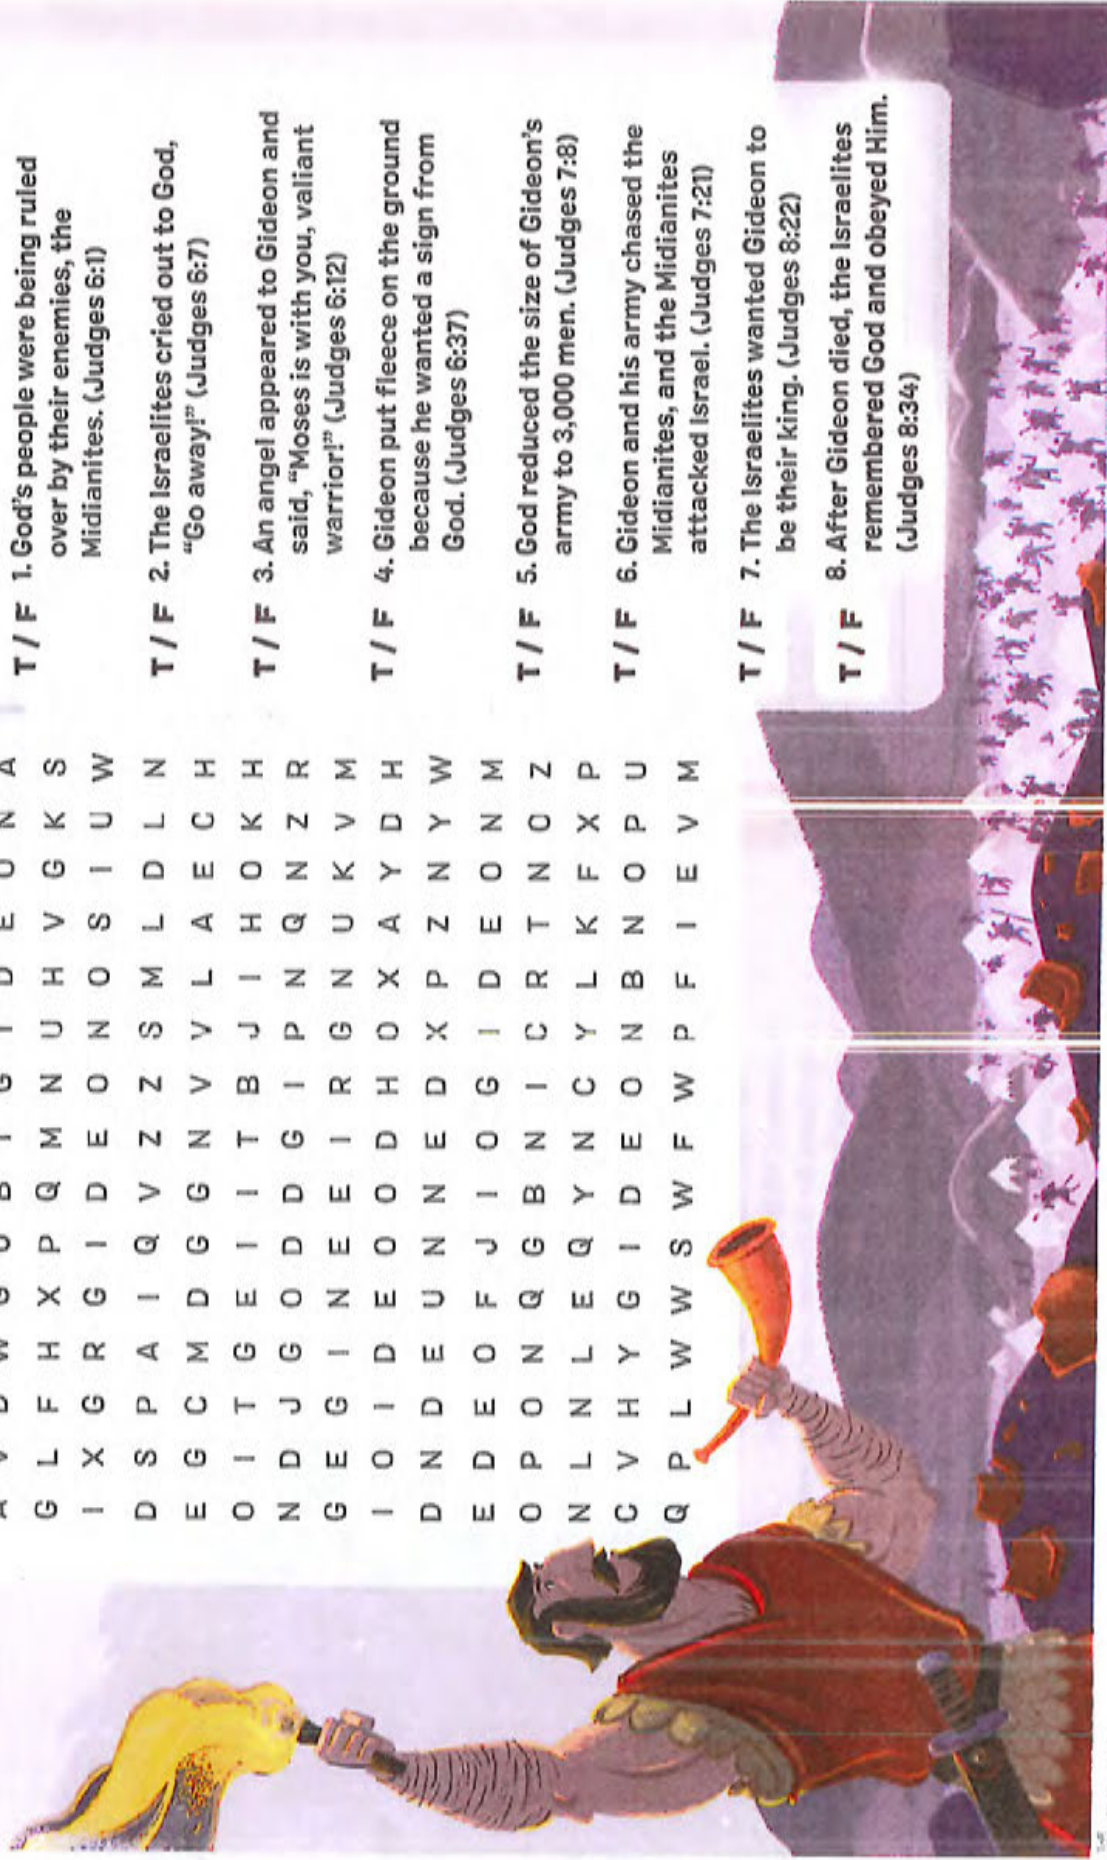 G L F H X P Q M N U H V G K S
I X G R G I D E O N O S I U W
D S P A I Q V Z Z S M L D L N
E G C M D G G N V V L A E C H
O I T G E I I T B J I H O K H
N D J G O D D G I P N Q N Z R
G E G I N E E I R G N U K V M
I O I D E O O D H O X A Y D H
D N D E U N N E D X P Z N Y W
E D E O F J I O G I D E O N M
O P O N Q G B N I C R T N O Z
N L N L E Q Y N C Y L K F X P
C V H Y G I D E O N B N O P U
Q P L W W S W F W P F I E V M
T / F 1. God's people were being ruled
over by their enemies, the
Midianites. (Judges 6:1)
T / F 2. The Israelites cried out to God,
“Go away!” (Judges 6:7)
T / F 3. An angel appeared to Gideon and
said, “Moses is with you, valiant
warrior!” (Judges 6:12)
T / F 4. Gideon put fleece on the ground
because he wanted a sign from
God. (Judges 6:37)
T / F 5. God reduced the size of Gideon's
army to 3,000 men. (Judges 7:8)
T / F 6. Gideon and his army chased the
Midianites, and the Midianites
attacked Israel. (Judges 7:21)
T / F 7. The Israelites wanted Gideon to
be their king. (Judges 8:22)
T / F 8. After Gideon died, the Israelites
remembered God and obeyed Him.
(Judges 8:34)